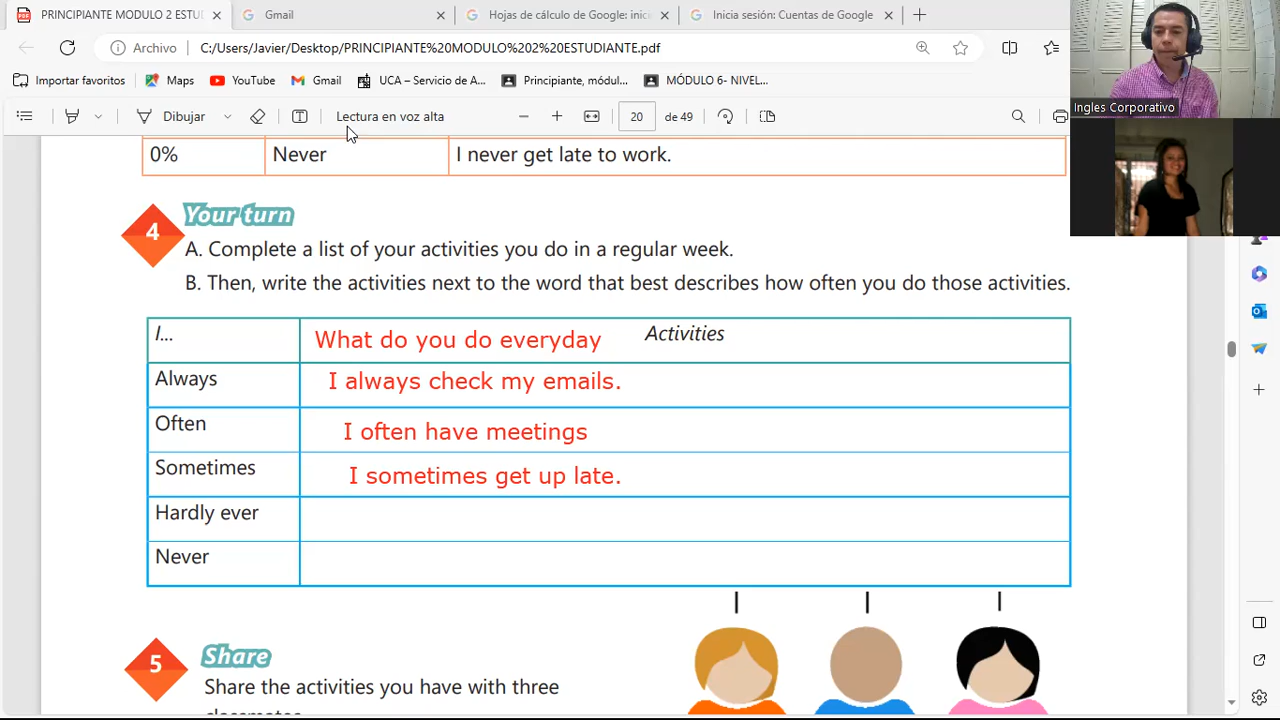 PRINCIPIANTE MODULO 2 ESTU
Gmail
Hojas de cálculo de Google: inic
Inicia sesión: Cuentas de Google
Archivo
C:/Users/Javier/Desktop/PRINCIPIANTE%20MODULO%202%20ESTUDIANTE.pdf
Importar favoritos
Maps
YouTube
Gmail
UCA – Servicio de A...
Principiante, módul...
MÓDULO 6- NIVEL...
Dibujar
Lectura en voz alta
20
de 49
Ingles Corporativo
0%
Never
I never get late to work.
4
Your turn
A. Complete a list of your activities you do in a regular week.
B. Then, write the activities next to the word that best describes how often you do those activities.
I...
What do you do everyday
Activities
Always
I always check my emails.
Often
I often have meetings
Sometimes
I sometimes get up late.
Hardly ever
Never
5
Share
Share the activities you have with three
classmates